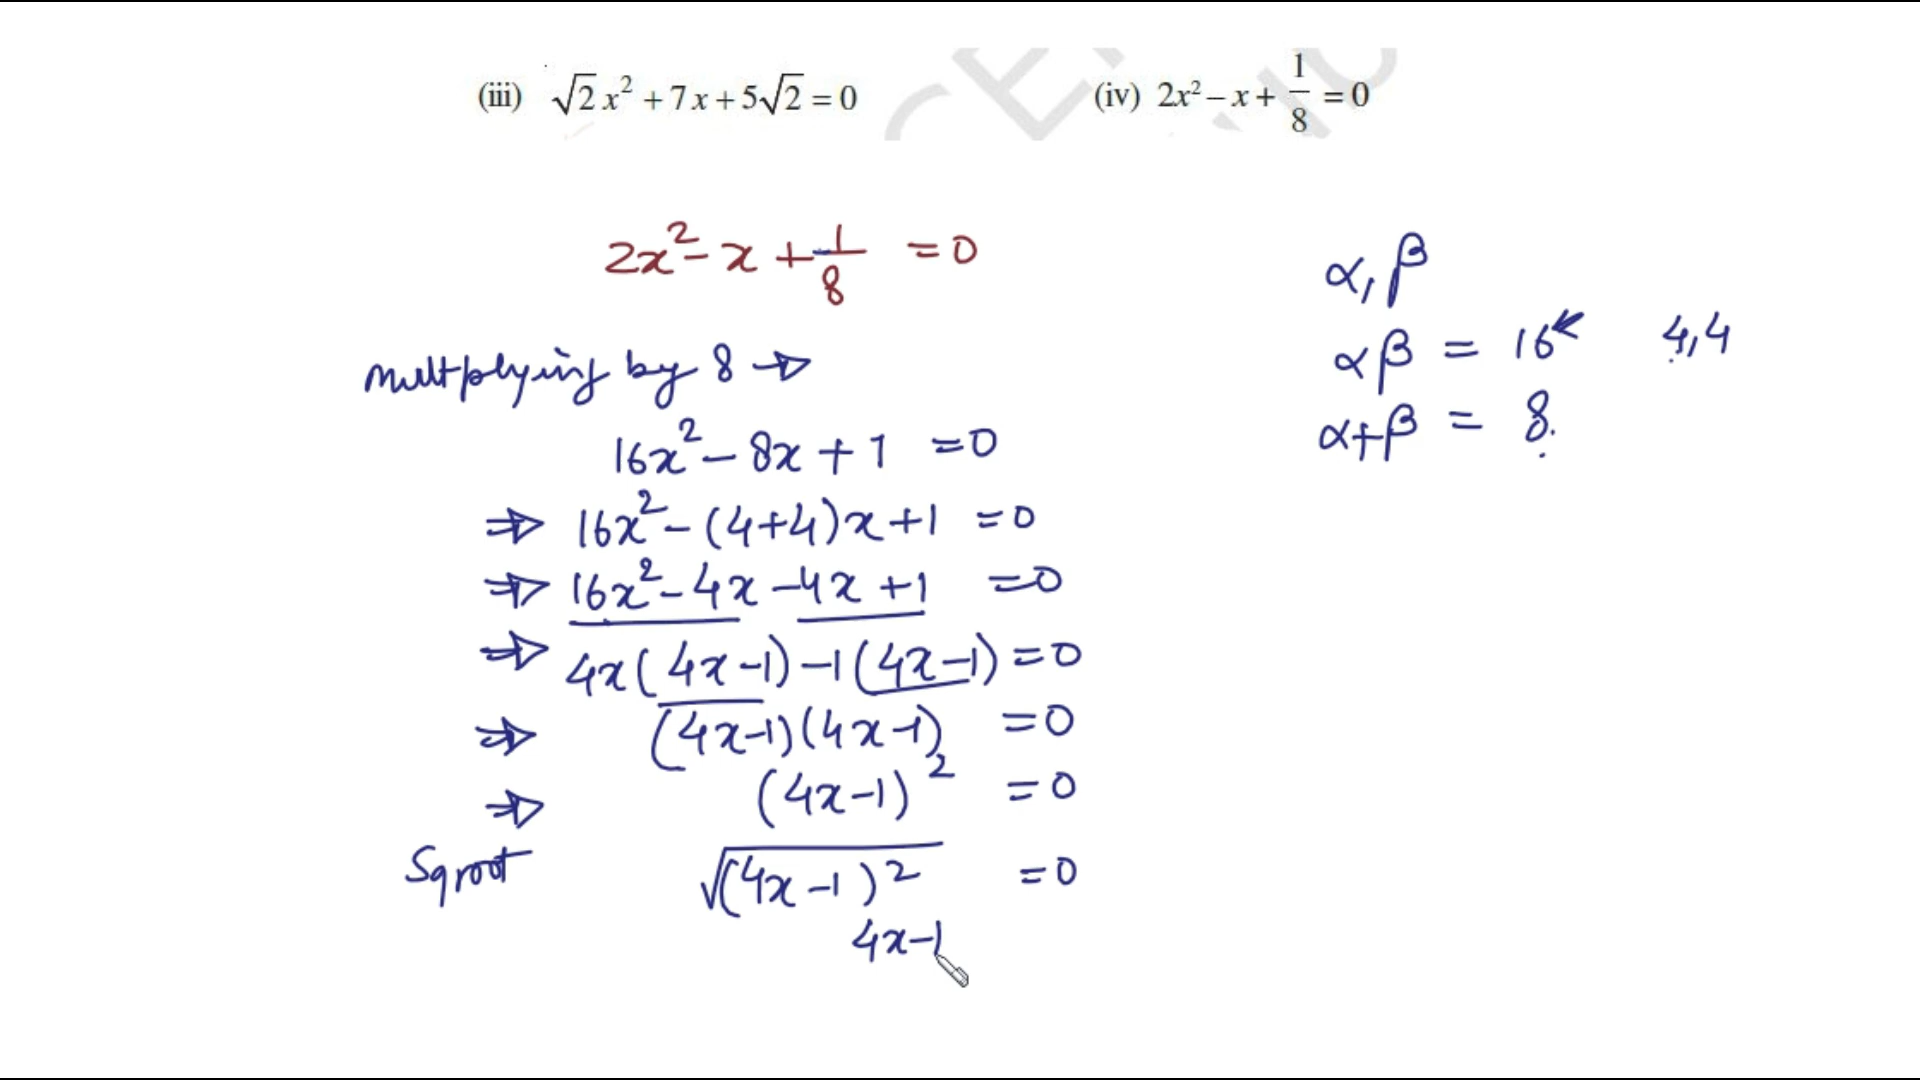 (iii) √2 x² + 7x + 5√2 = 0 (iv) 2x² – x + 1/8 = 0
2x² - x + 1/8 = 0
multplying by 8 →
16x² - 8x + 1 = 0
⇒ 16x² - (4+4)x + 1 = 0
⇒ 16x² - 4x - 4x + 1 = 0
⇒ 4x(4x-1) -1(4x-1) = 0
⇒ (4x-1)(4x-1) = 0
⇒ (4x-1)² = 0
Sqroot √(4x-1)² = 0
4x-1
α, β
αβ = 16 4,4
α+β = 8.